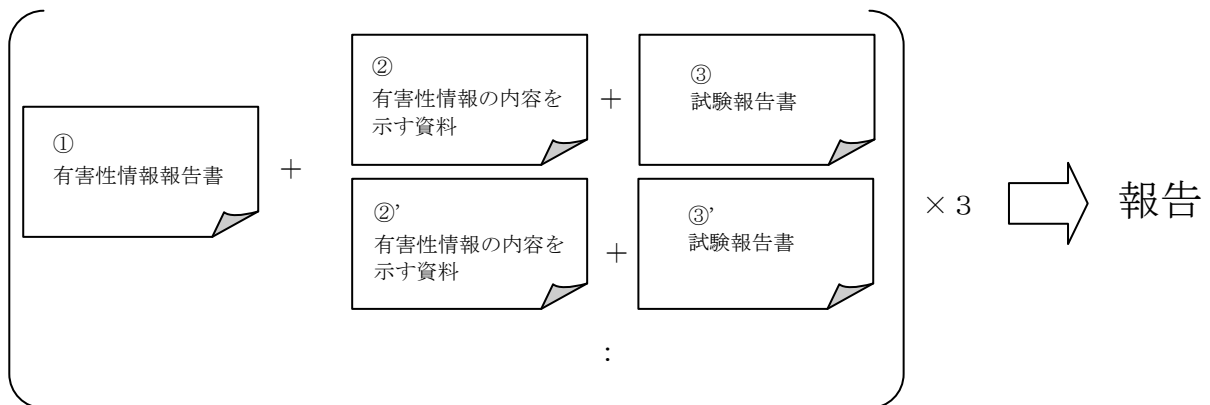 ①
有害性情報報告書
＋
②
有害性情報の内容を
示す資料
＋
③
試験報告書
②’
有害性情報の内容を
示す資料
＋
③’
試験報告書
：
×３
報告